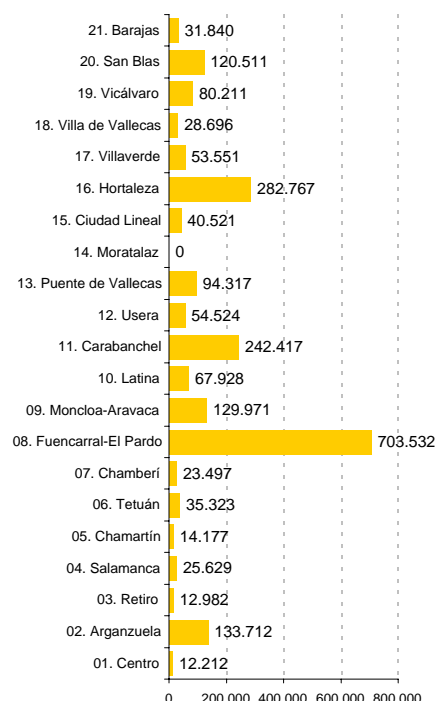 21. Barajas 31.840
20. San Blas 120.511
19. Vicálvaro 80.211
18. Villa de Vallecas 28.696
17. Villaverde 53.551
16. Hortaleza 282.767
15. Ciudad Lineal 40.521
14. Moratalaz 0
13. Puente de Vallecas 94.317
12. Usera 54.524
11. Carabanchel 242.417
10. Latina 67.928
09. Moncloa-Aravaca 129.971
08. Fuencarral-El Pardo 703.532
07. Chamberí 23.497
06. Tetuán 35.323
05. Chamartín 14.177
04. Salamanca 25.629
03. Retiro 12.982
02. Arganzuela 133.712
01. Centro 12.212
0 200.000 400.000 600.000 800.000